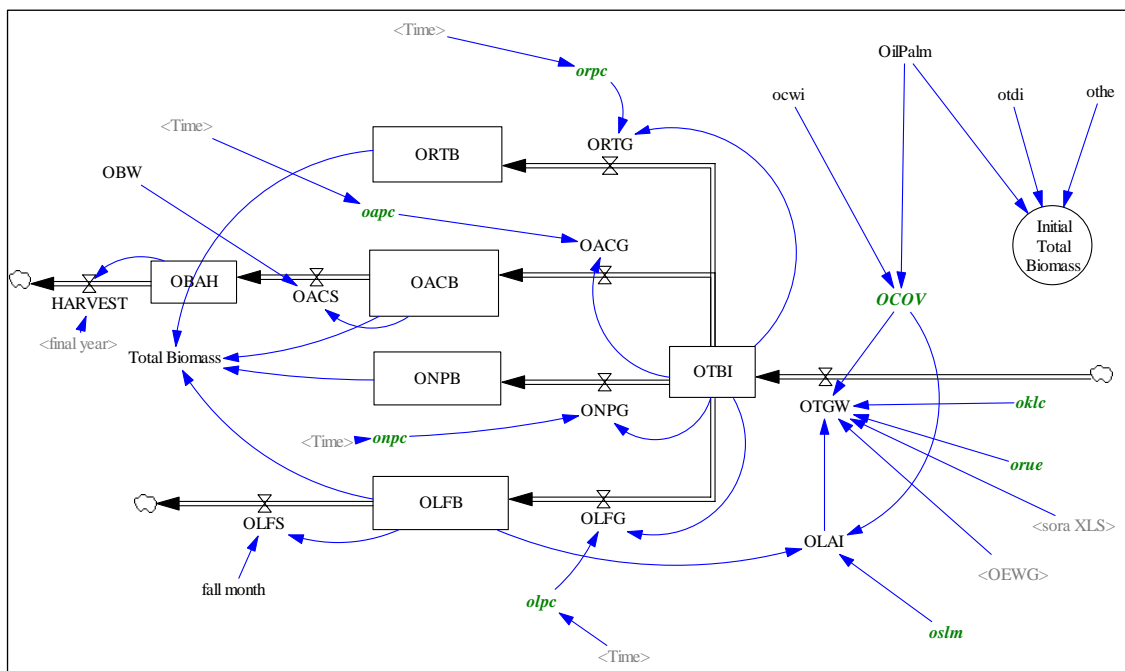 <Time>
orpc
OilPalm
ocwi
otdi
othe
<Time>
ORTB
ORTG
OBW
oapc
OACG
Initial
Total
Biomass
OBAH
OACB
HARVEST
OACS
OCOV
<final year>
Total Biomass
ONPB
OTBI
ONPG
OTGW
oklc
<Time>
onpc
orue
OLFB
OLFS
OLFG
<sora XLS>
OLAI
fall month
<OEWG>
olpc
oslm
<Time>